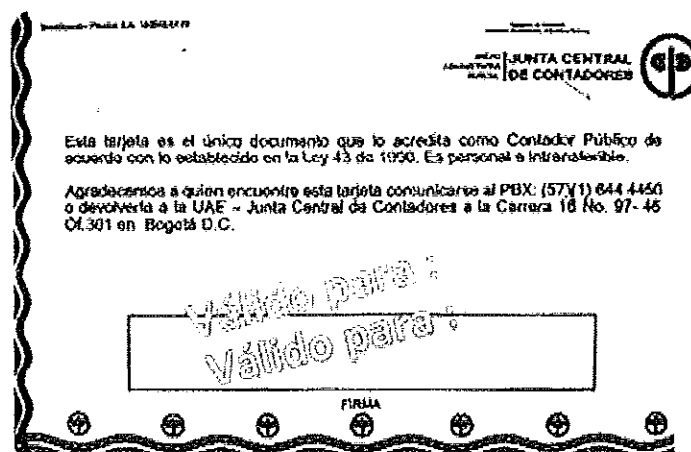 JUNTA CENTRAL
DE CONTADORES
Esta tarjeta es el único documento que lo acredita como Contador Público de
acuerdo con lo establecido en la Ley 43 de 1990. Es personal e intransferible.
Agradecemos a quien encuentre esta tarjeta comunicarse al PBX: (57)(1) 644 4450
o devolverla a la UAE – Junta Central de Contadores a la Carrera 16 No. 97- 46
Of.301 en Bogotá D.C.
Válido para :
Válido para :
FIRMA